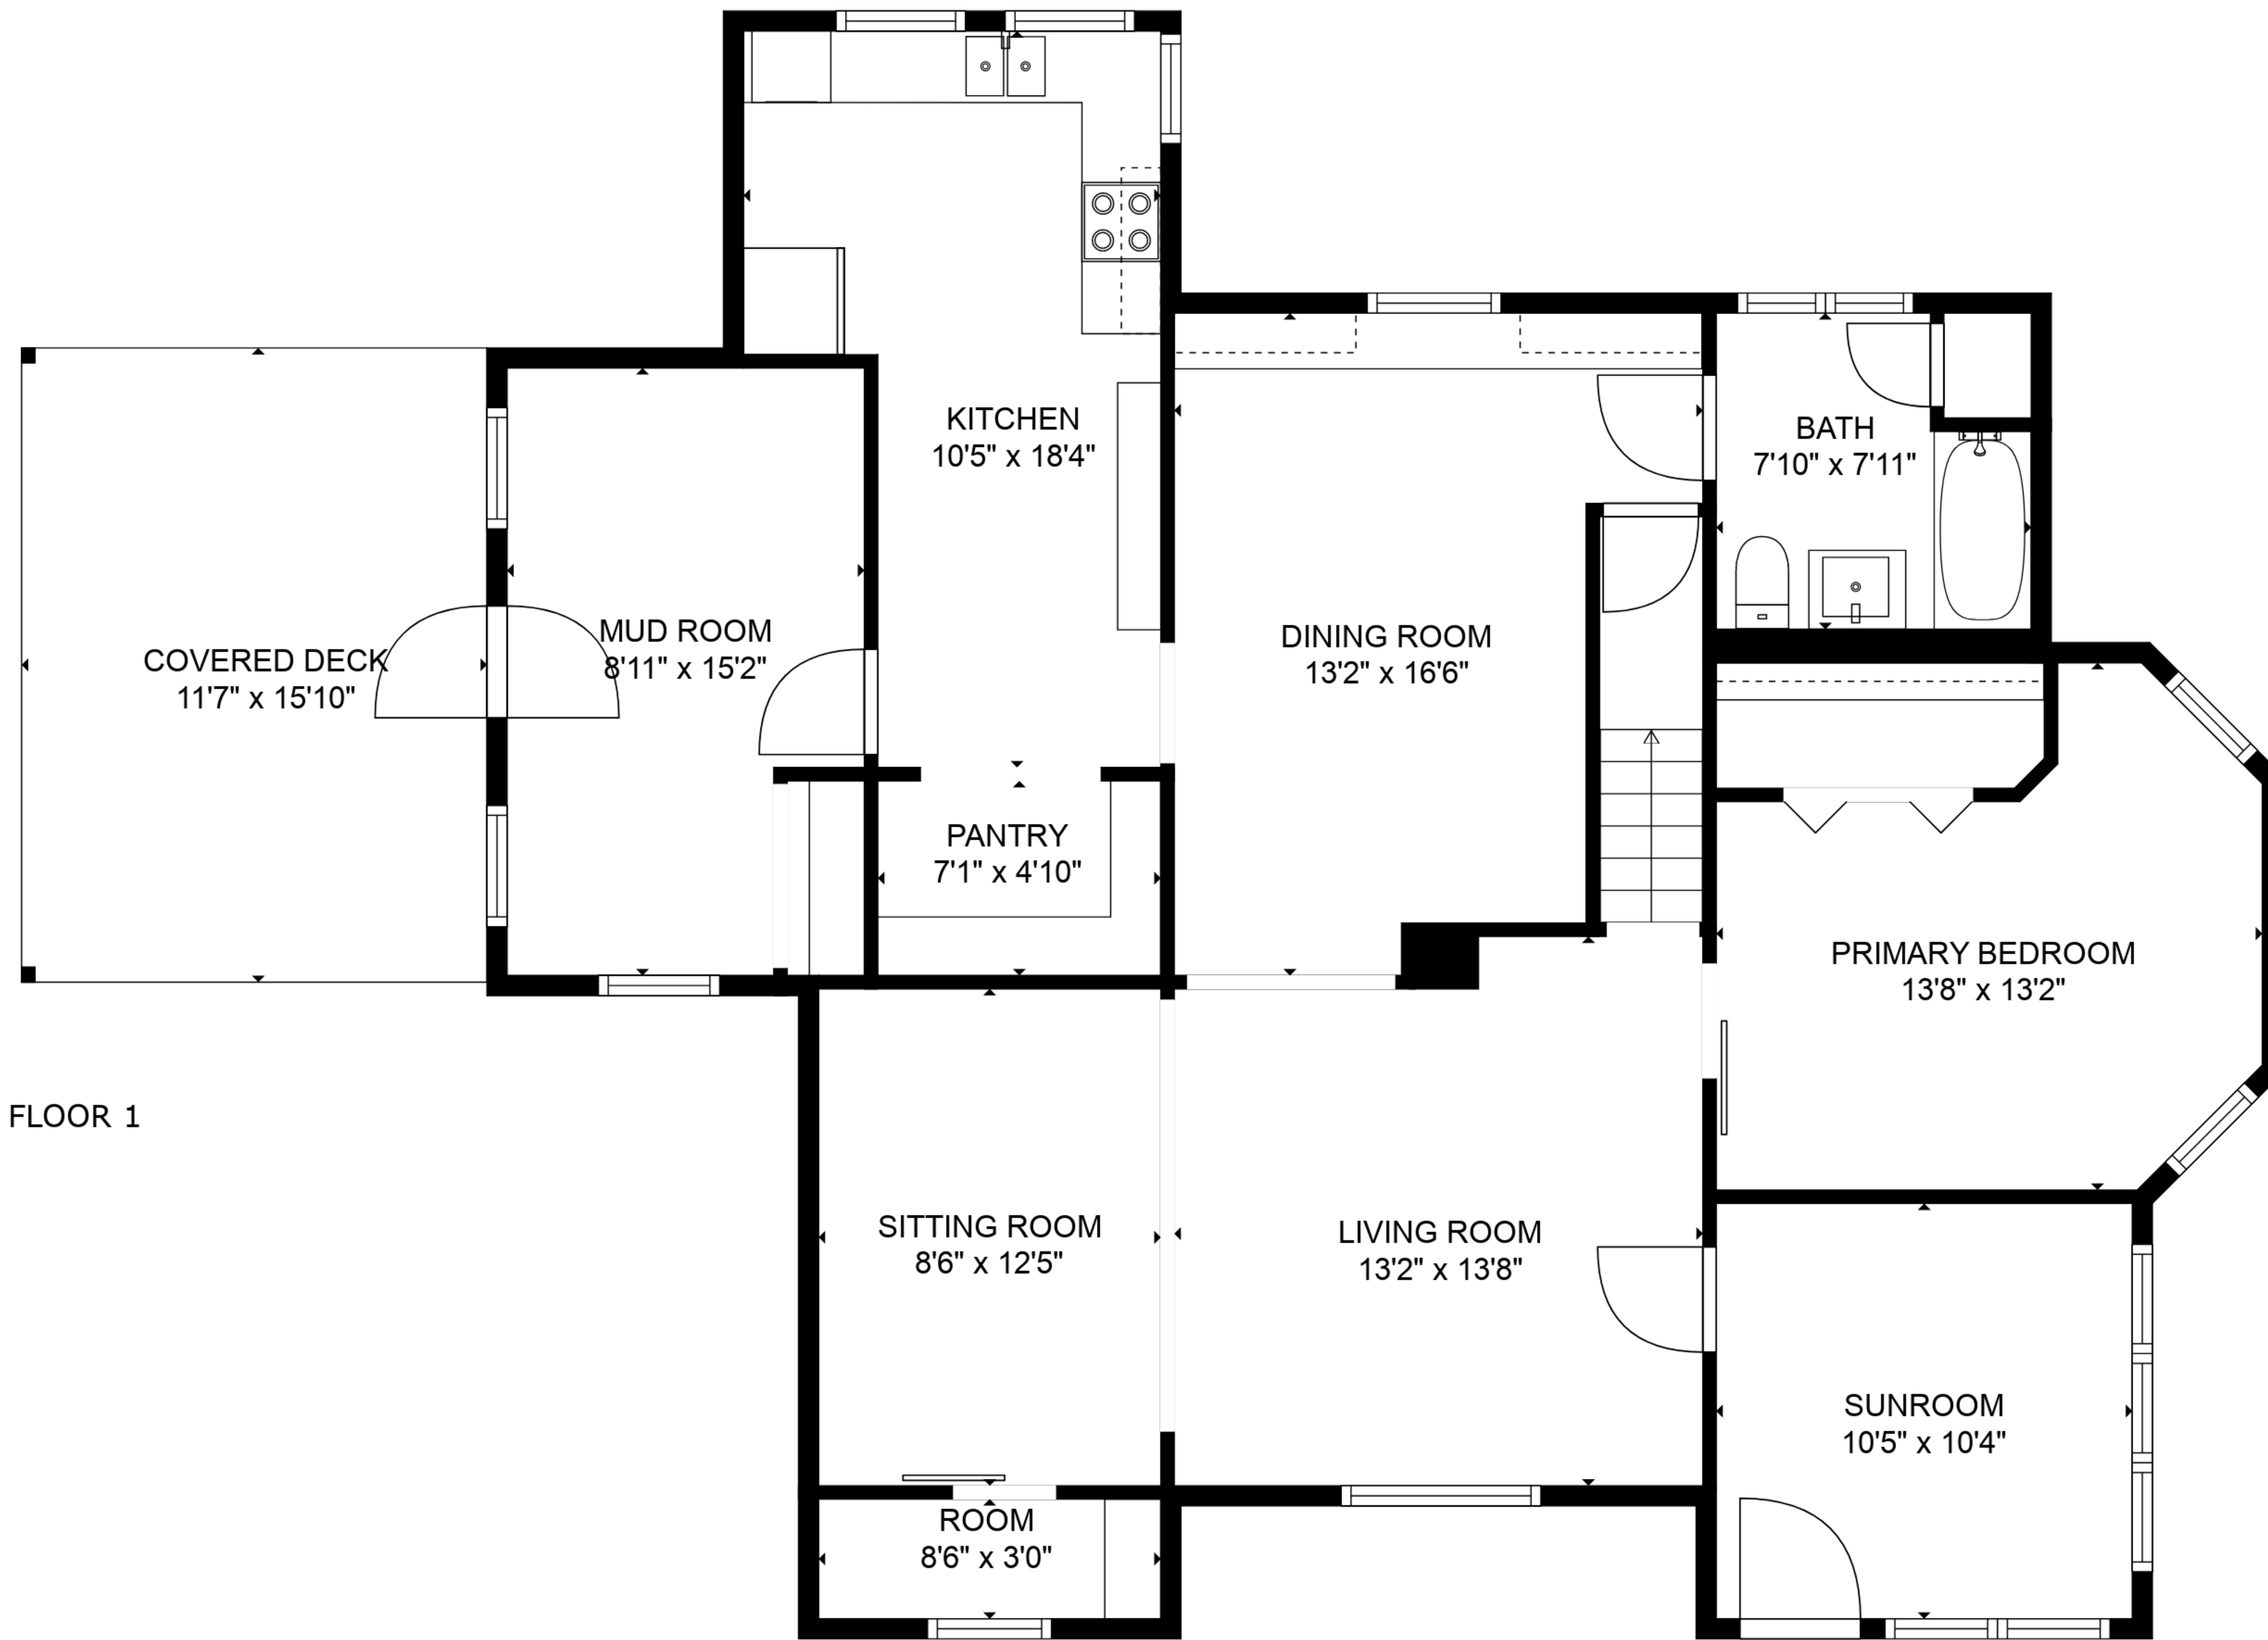 KITCHEN
10'5" x 18'4"
BATH
7'10" x 7'11"
COVERED DECK
11'7" x 15'10"
MUD ROOM
8'11" x 15'2"
DINING ROOM
13'2" x 16'6"
PANTRY
7'1" x 4'10"
PRIMARY BEDROOM
13'8" x 13'2"
FLOOR 1
SITTING ROOM
8'6" x 12'5"
LIVING ROOM
13'2" x 13'8"
SUNROOM
10'5" x 10'4"
ROOM
8'6" x 3'0"